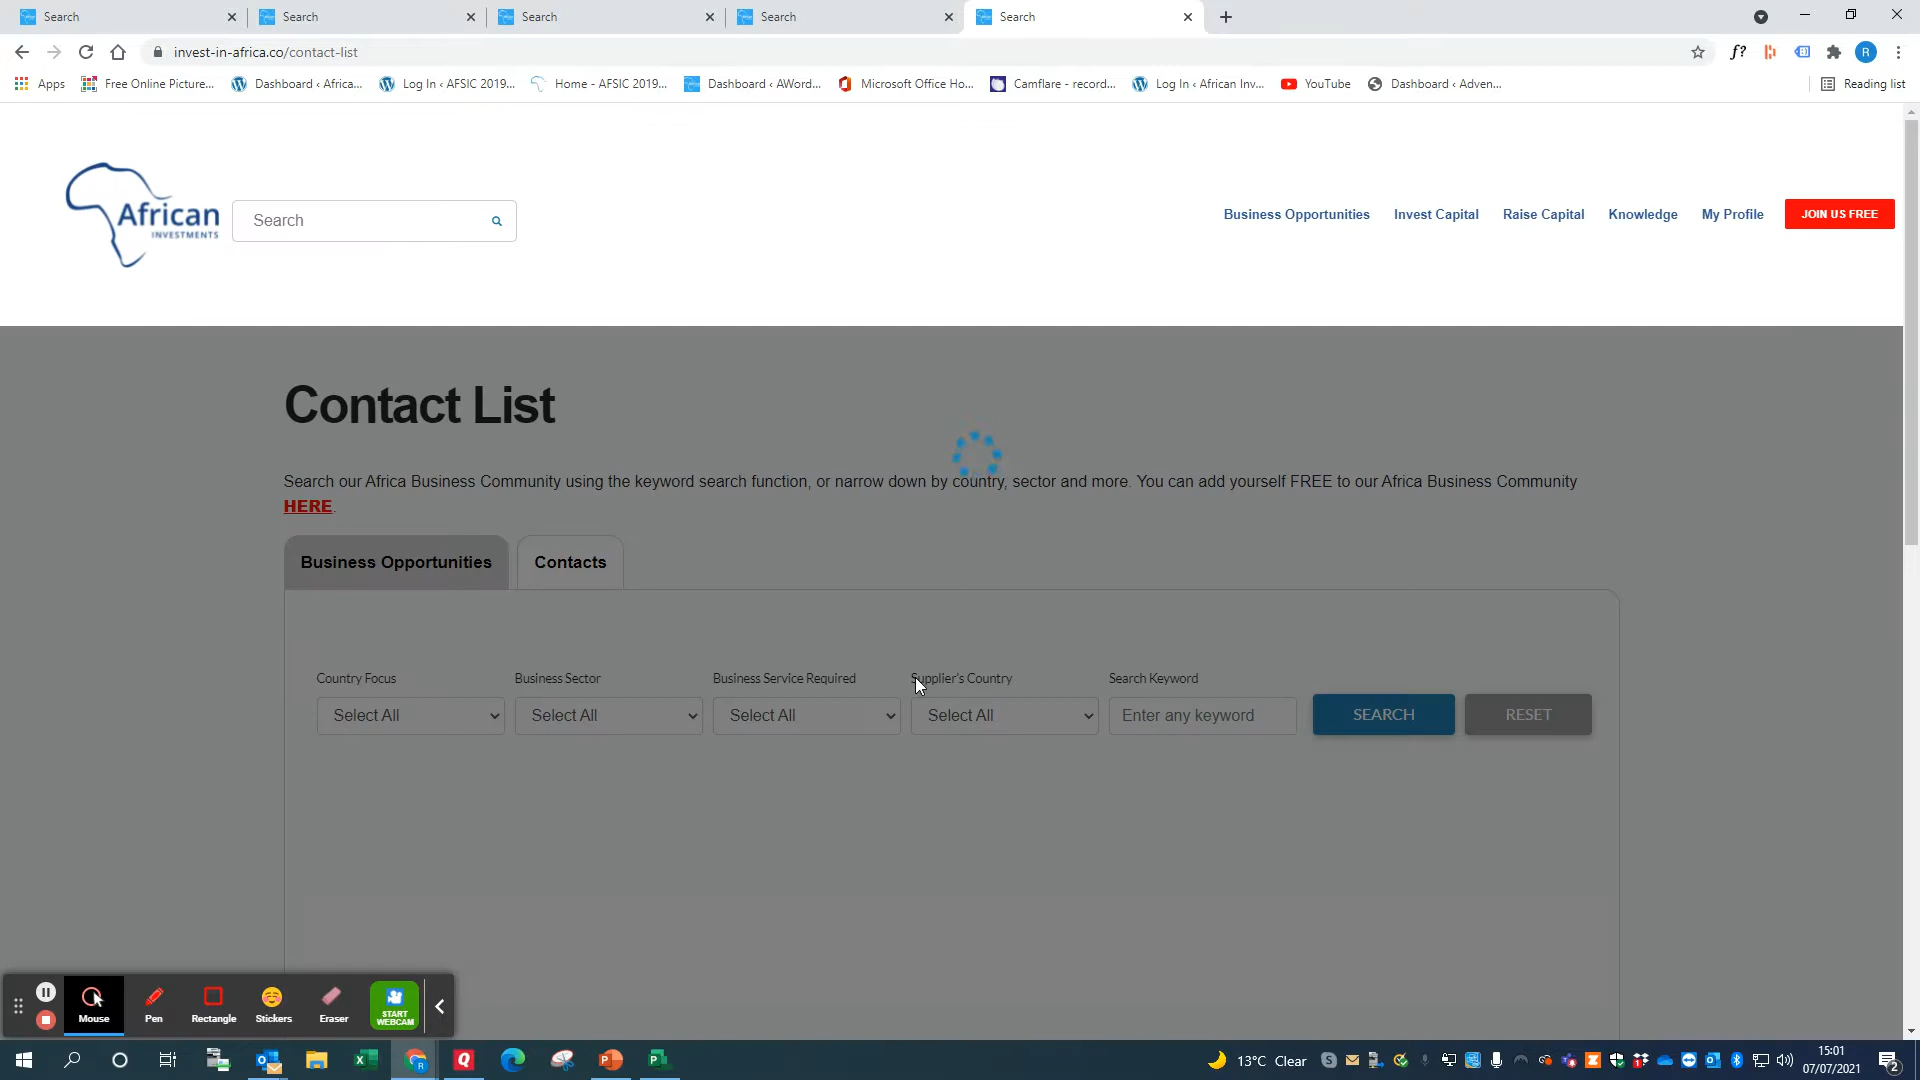 Search
Search
Search
Search
Search
invest-in-africa.co/contact-list
f?
R
Apps
Free Online Picture...
Dashboard ‹ Africa...
Log In ‹ AFSIC 2019...
Home - AFSIC 2019...
Dashboard ‹ AWord...
Microsoft Office Ho...
Camflare - record...
Log In ‹ African Inv...
YouTube
Dashboard ‹ Adven...
Reading list
African
INVESTMENTS
Search
Business Opportunities
Invest Capital
Raise Capital
Knowledge
My Profile
JOIN US FREE
Contact List
Search our Africa Business Community using the keyword search function, or narrow down by country, sector and more. You can add yourself FREE to our Africa Business Community
HERE.
Business Opportunities
Contacts
Country Focus
Business Sector
Business Service Required
Supplier's Country
Search Keyword
Select All
Select All
Select All
Select All
Enter any keyword
SEARCH
RESET
Mouse
Pen
Rectangle
Stickers
Eraser
START
WEBCAM
13°C Clear
15:01
07/07/2021
2